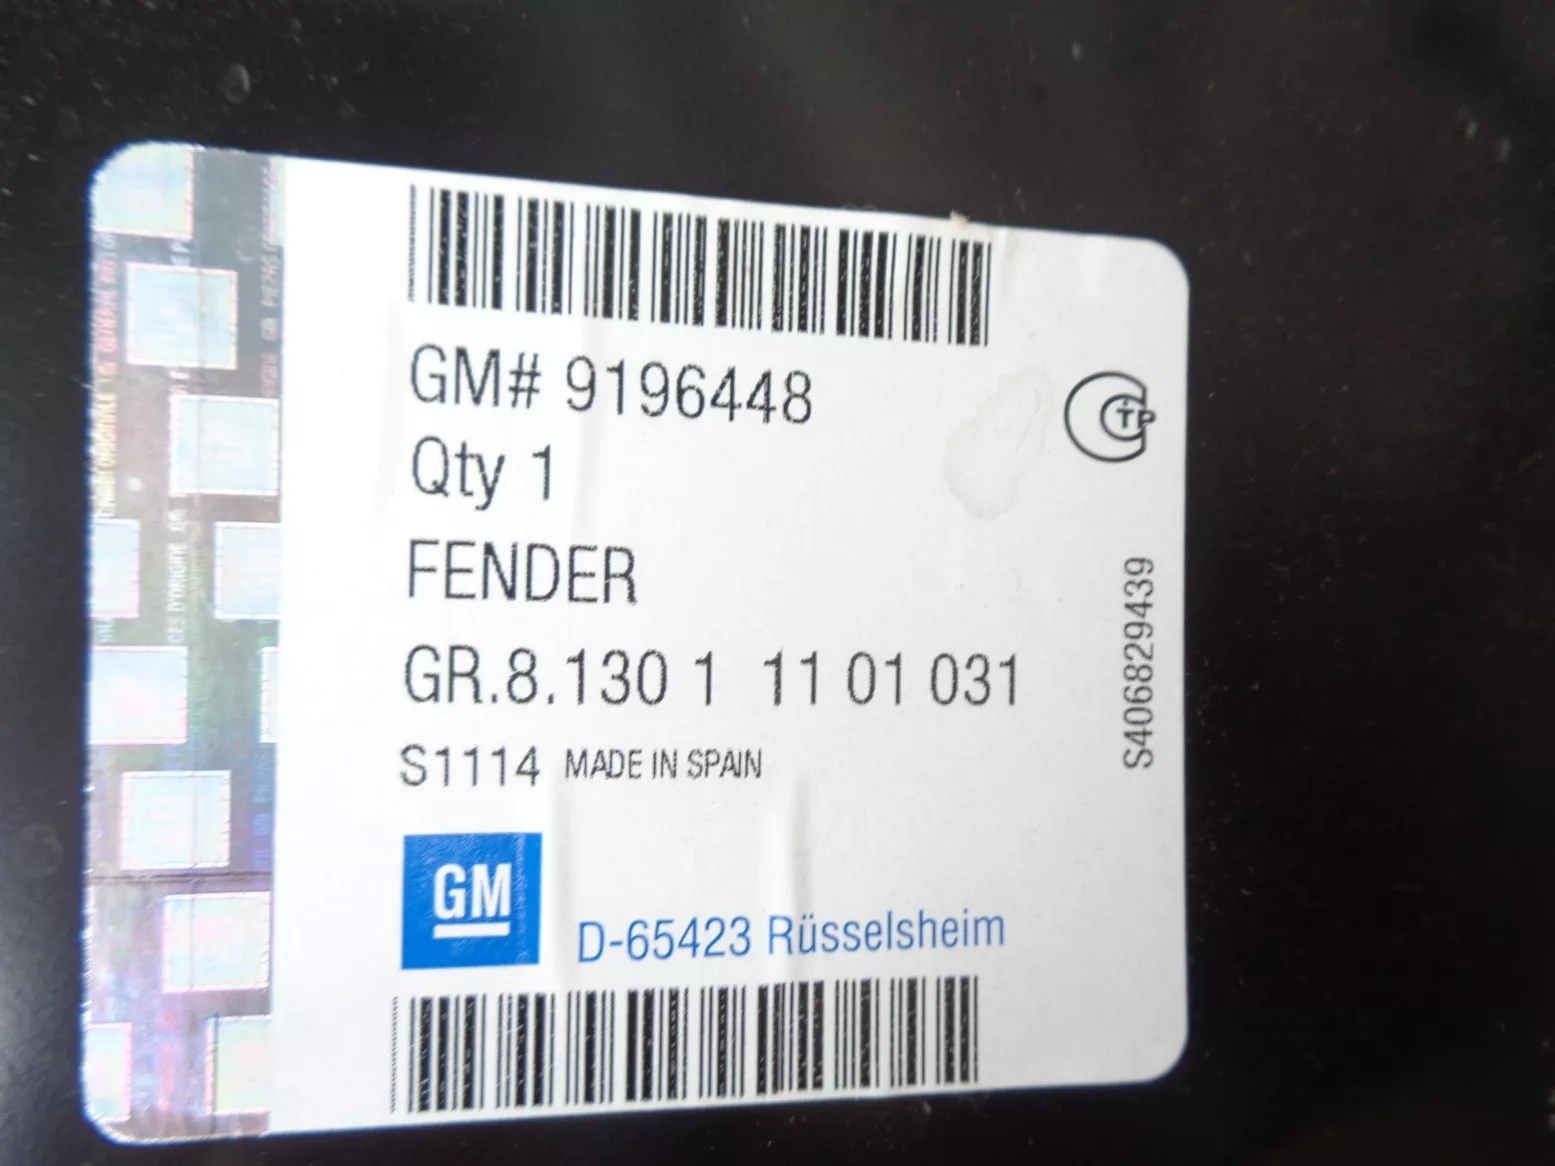 GM# 9196448
Qty 1
FENDER
GR.8.130 1 11 01 031
S1114 MADE IN SPAIN
GM
D-65423 Rüsselsheim
S406829439